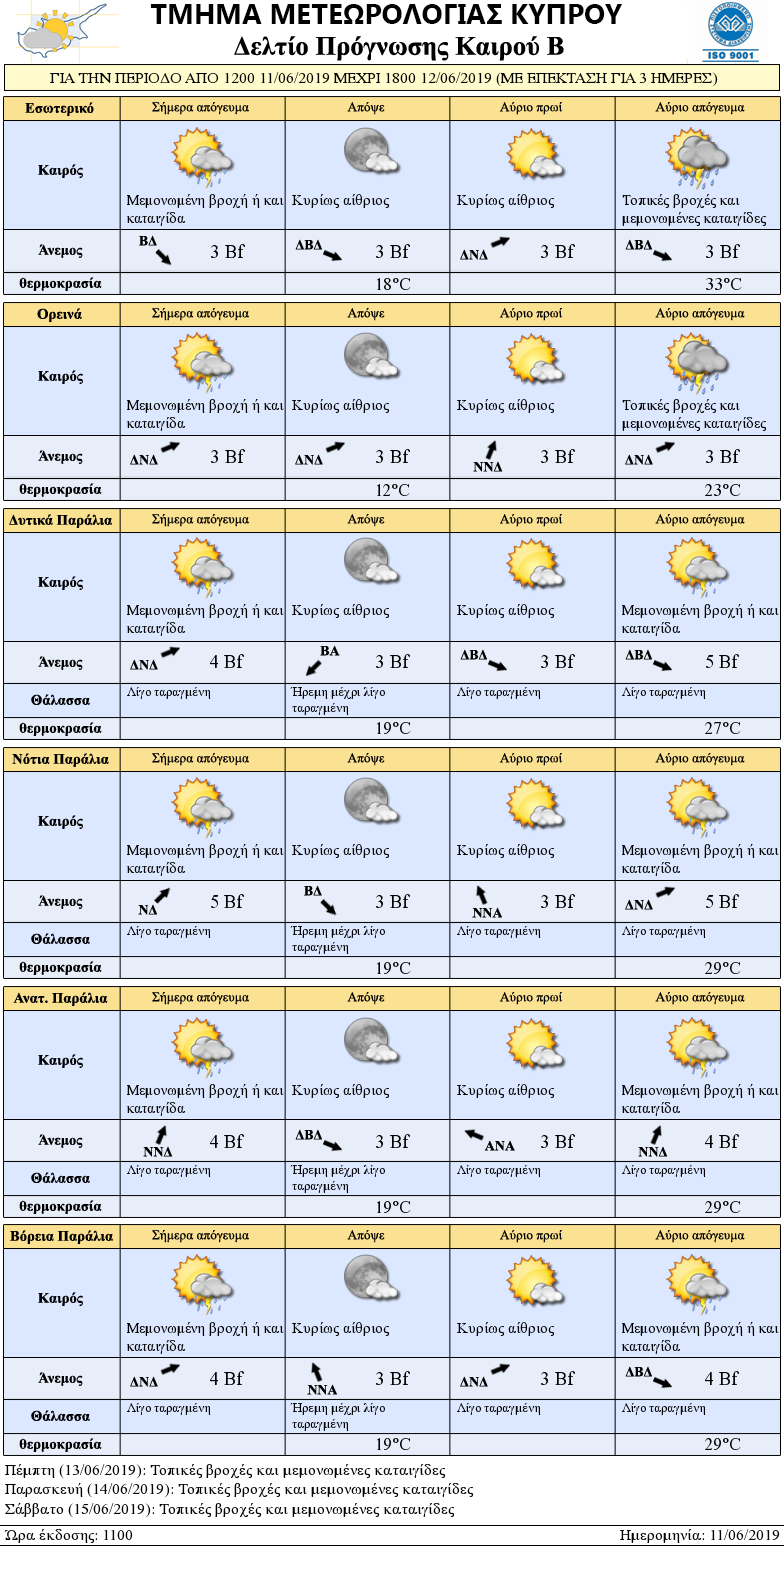 ΤΜΗΜΑ ΜΕΤΕΩΡΟΛΟΓΙΑΣ ΚΥΠΡΟΥ
Δελτίο Πρόγνωσης Καιρού Β
ISO 9001
ΓΙΑ ΤΗΝ ΠΕΡΙΟΔΟ ΑΠΟ 1200 11/06/2019 ΜΕΧΡΙ 1800 12/06/2019 (ΜΕ ΕΠΕΚΤΑΣΗ ΓΙΑ 3 ΗΜΕΡΕΣ)
Εσωτερικό Σήμερα απόγευμα Απόψε Αύριο πρωί Αύριο απόγευμα
Καιρός
Μεμονωμένη βροχή ή και Κυρίως αίθριος Κυρίως αίθριος Τοπικές βροχές και
καταιγίδα μεμονωμένες καταιγίδες
Άνεμος ΒΔ 3 Bf ΔΒΔ 3 Bf ΔΝΔ 3 Bf ΔΒΔ 3 Bf
θερμοκρασία 18°C 33°C
Ορεινά Σήμερα απόγευμα Απόψε Αύριο πρωί Αύριο απόγευμα
Καιρός
Μεμονωμένη βροχή ή και Κυρίως αίθριος Κυρίως αίθριος Τοπικές βροχές και
καταιγίδα μεμονωμένες καταιγίδες
Άνεμος ΔΝΔ 3 Bf ΔΝΔ 3 Bf ΝΝΔ 3 Bf ΔΝΔ 3 Bf
θερμοκρασία 12°C 23°C
Δυτικά Παράλια Σήμερα απόγευμα Απόψε Αύριο πρωί Αύριο απόγευμα
Καιρός
Μεμονωμένη βροχή ή και Κυρίως αίθριος Κυρίως αίθριος Μεμονωμένη βροχή ή και
καταιγίδα καταιγίδα
Άνεμος ΔΝΔ 4 Bf ΒΑ 3 Bf ΔΒΔ 3 Bf ΔΒΔ 5 Bf
Θάλασσα Λίγο ταραγμένη Ήρεμη μέχρι λίγο Λίγο ταραγμένη Λίγο ταραγμένη
ταραγμένη
θερμοκρασία 19°C 27°C
Νότια Παράλια Σήμερα απόγευμα Απόψε Αύριο πρωί Αύριο απόγευμα
Καιρός
Μεμονωμένη βροχή ή και Κυρίως αίθριος Κυρίως αίθριος Μεμονωμένη βροχή ή και
καταιγίδα καταιγίδα
Άνεμος ΝΔ 5 Bf ΒΔ 3 Bf ΝΝΑ 3 Bf ΔΝΔ 5 Bf
Θάλασσα Λίγο ταραγμένη Ήρεμη μέχρι λίγο Λίγο ταραγμένη Λίγο ταραγμένη
ταραγμένη
θερμοκρασία 19°C 29°C
Ανατ. Παράλια Σήμερα απόγευμα Απόψε Αύριο πρωί Αύριο απόγευμα
Καιρός
Μεμονωμένη βροχή ή και Κυρίως αίθριος Κυρίως αίθριος Μεμονωμένη βροχή ή και
καταιγίδα καταιγίδα
Άνεμος ΝΝΔ 4 Bf ΔΒΔ 3 Bf ΑΝΑ 3 Bf ΝΝΔ 4 Bf
Θάλασσα Λίγο ταραγμένη Ήρεμη μέχρι λίγο Λίγο ταραγμένη Λίγο ταραγμένη
ταραγμένη
θερμοκρασία 19°C 29°C
Βόρεια Παράλια Σήμερα απόγευμα Απόψε Αύριο πρωί Αύριο απόγευμα
Καιρός
Μεμονωμένη βροχή ή και Κυρίως αίθριος Κυρίως αίθριος Μεμονωμένη βροχή ή και
καταιγίδα καταιγίδα
Άνεμος ΔΝΔ 4 Bf ΝΝΑ 3 Bf ΔΝΔ 3 Bf ΔΒΔ 4 Bf
Θάλασσα Λίγο ταραγμένη Ήρεμη μέχρι λίγο Λίγο ταραγμένη Λίγο ταραγμένη
ταραγμένη
θερμοκρασία 19°C 29°C
Πέμπτη (13/06/2019): Τοπικές βροχές και μεμονωμένες καταιγίδες
Παρασκευή (14/06/2019): Τοπικές βροχές και μεμονωμένες καταιγίδες
Σάββατο (15/06/2019): Τοπικές βροχές και μεμονωμένες καταιγίδες
Ώρα έκδοσης: 1100 Ημερομηνία: 11/06/2019